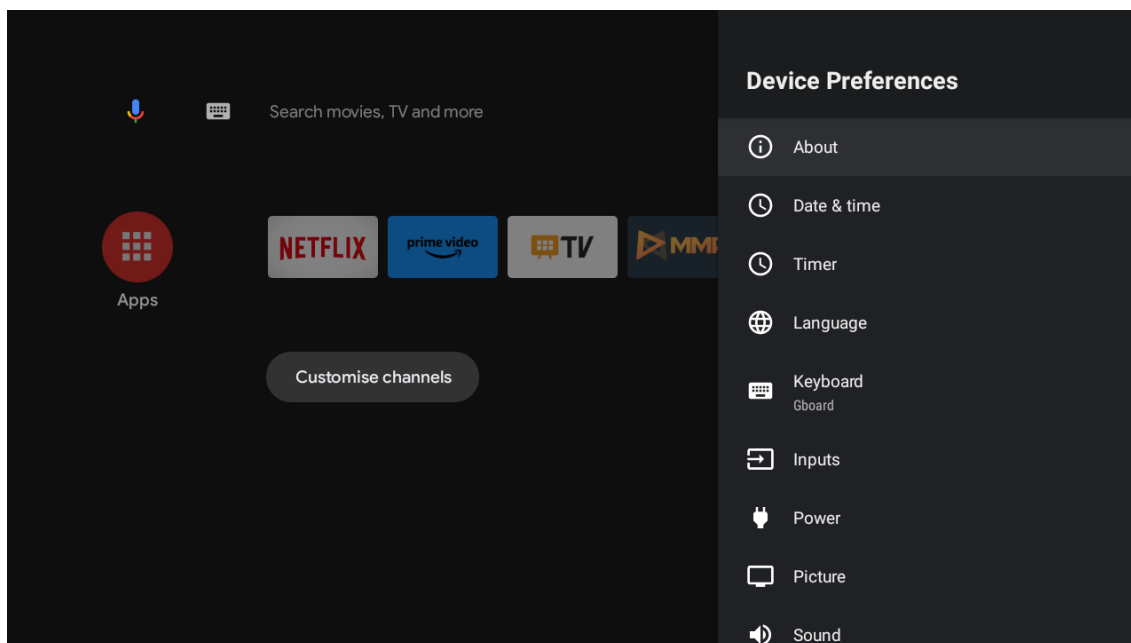 Device Preferences
Search movies, TV and more
About
Date & time
NETFLIX
prime video
TV
Timer
Apps
Language
Customise channels
Keyboard
Gboard
Inputs
Power
Picture
Sound